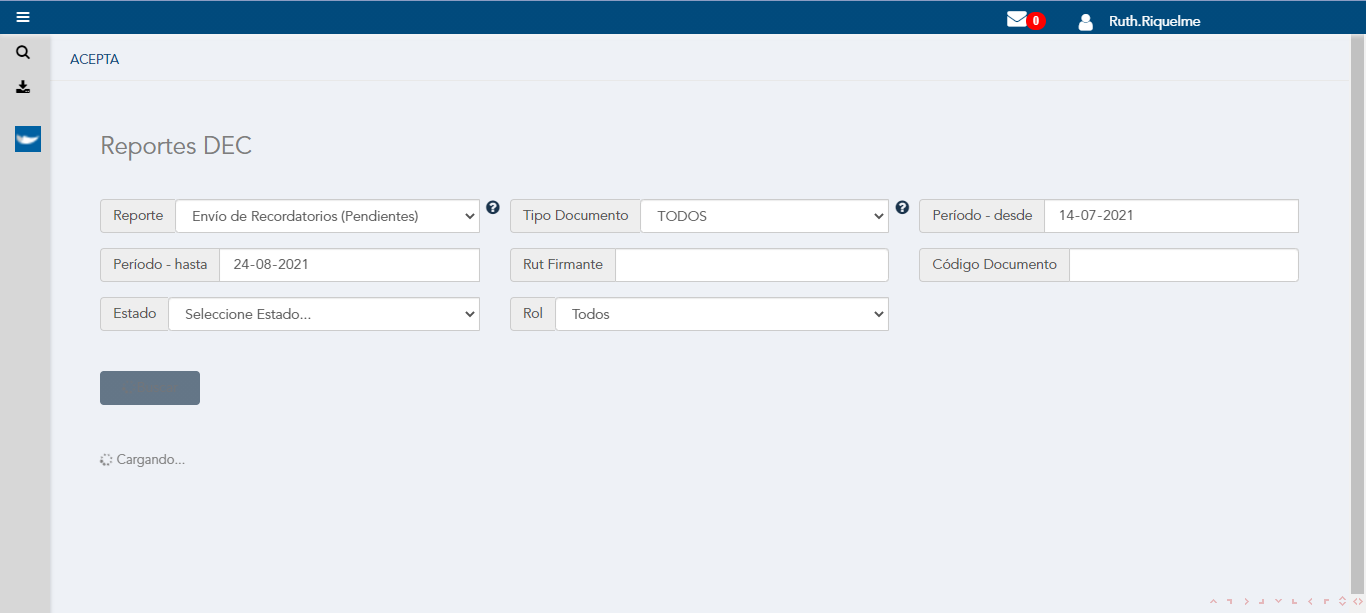 0
Ruth.Riquelme
ACEPTA
Reportes DEC
Reporte Envío de Recordatorios (Pendientes) ? Tipo Documento TODOS ? Período - desde 14-07-2021
Período - hasta 24-08-2021 Rut Firmante Código Documento
Estado Seleccione Estado... Rol Todos
Cargando...